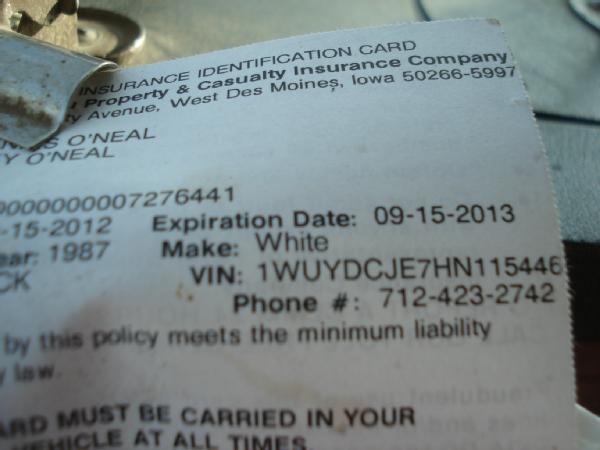 INSURANCE IDENTIFICATION CARD
Property & Casualty Insurance Company
Avenue, West Des Moines, Iowa 50266-5997
O'NEAL
O'NEAL
0000000007276441
-15-2012 Expiration Date: 09-15-2013
ear: 1987 Make: White
CK VIN: 1WUYDCJE7HN115446
Phone #: 712-423-2742
by this policy meets the minimum liability
law.
ARD MUST BE CARRIED IN YOUR
VEHICLE AT ALL TIMES